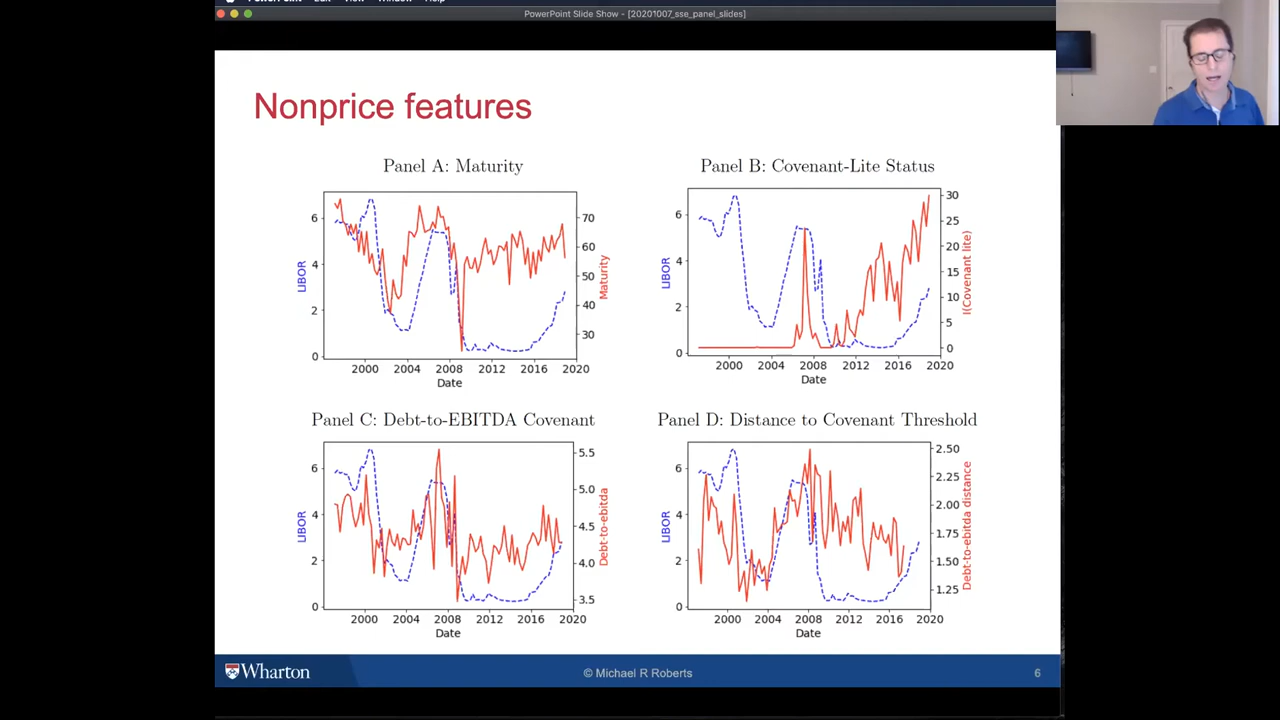 PowerPoint Slide Show - [20201007_sse_panel_slides]
Nonprice features
Panel A: Maturity
LIBOR
6
4
2
0
70
60
50
40
30
Maturity
2000 2004 2008 2012 2016 2020
Date
Panel B: Covenant-Lite Status
LIBOR
6
4
2
0
30
25
20
15
10
5
0
I(Covenant lite)
2000 2004 2008 2012 2016 2020
Date
Panel C: Debt-to-EBITDA Covenant
LIBOR
6
4
2
0
5.5
5.0
4.5
4.0
3.5
Debt-to-ebitda
2000 2004 2008 2012 2016 2020
Date
Panel D: Distance to Covenant Threshold
LIBOR
6
4
2
0
2.50
2.25
2.00
1.75
1.50
1.25
Debt-to-ebitda distance
2000 2004 2008 2012 2016 2020
Date
Wharton
© Michael R Roberts
6